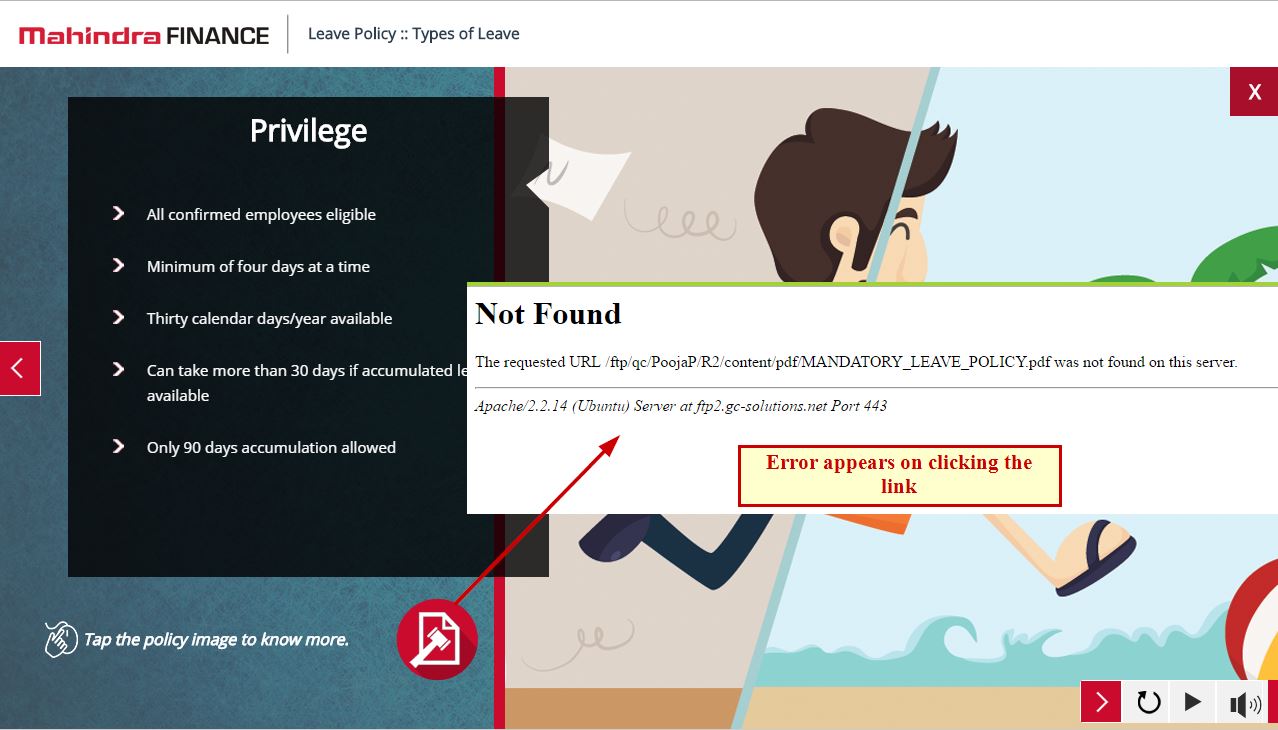 Mahindra FINANCE
Leave Policy :: Types of Leave
X
Privilege
All confirmed employees eligible
Minimum of four days at a time
Thirty calendar days/year available
Can take more than 30 days if accumulated le
available
Only 90 days accumulation allowed
Not Found
The requested URL /ftp/qc/PoojaP/R2/content/pdf/MANDATORY_LEAVE_POLICY.pdf was not found on this server.
Apache/2.2.14 (Ubuntu) Server at ftp2.gc-solutions.net Port 443
Error appears on clicking the
link
Tap the policy image to know more.